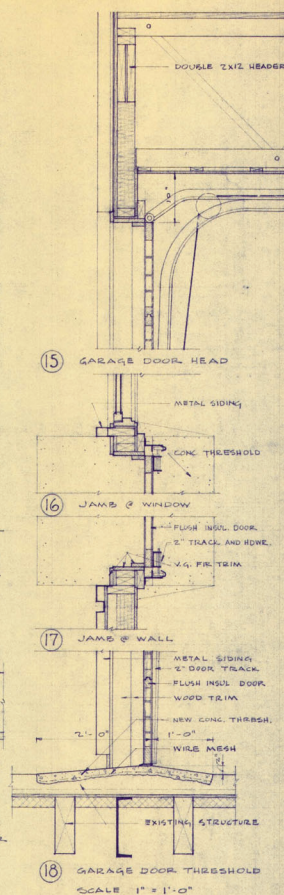 DOUBLE 2X12 HEADER
15 GARAGE DOOR HEAD
METAL SIDING
CONC THRESHOLD
16 JAMB @ WINDOW
FLUSH INSUL. DOOR
2" TRACK AND HDWR.
V.G. FIR TRIM
17 JAMB @ WALL
METAL SIDING
2" DOOR TRACK
FLUSH INSUL DOOR
WOOD TRIM
NEW CONC. THRESH.
2'-0" 1'-0"
WIRE MESH
EXISTING STRUCTURE
18 GARAGE DOOR THRESHOLD
SCALE 1" = 1'-0"